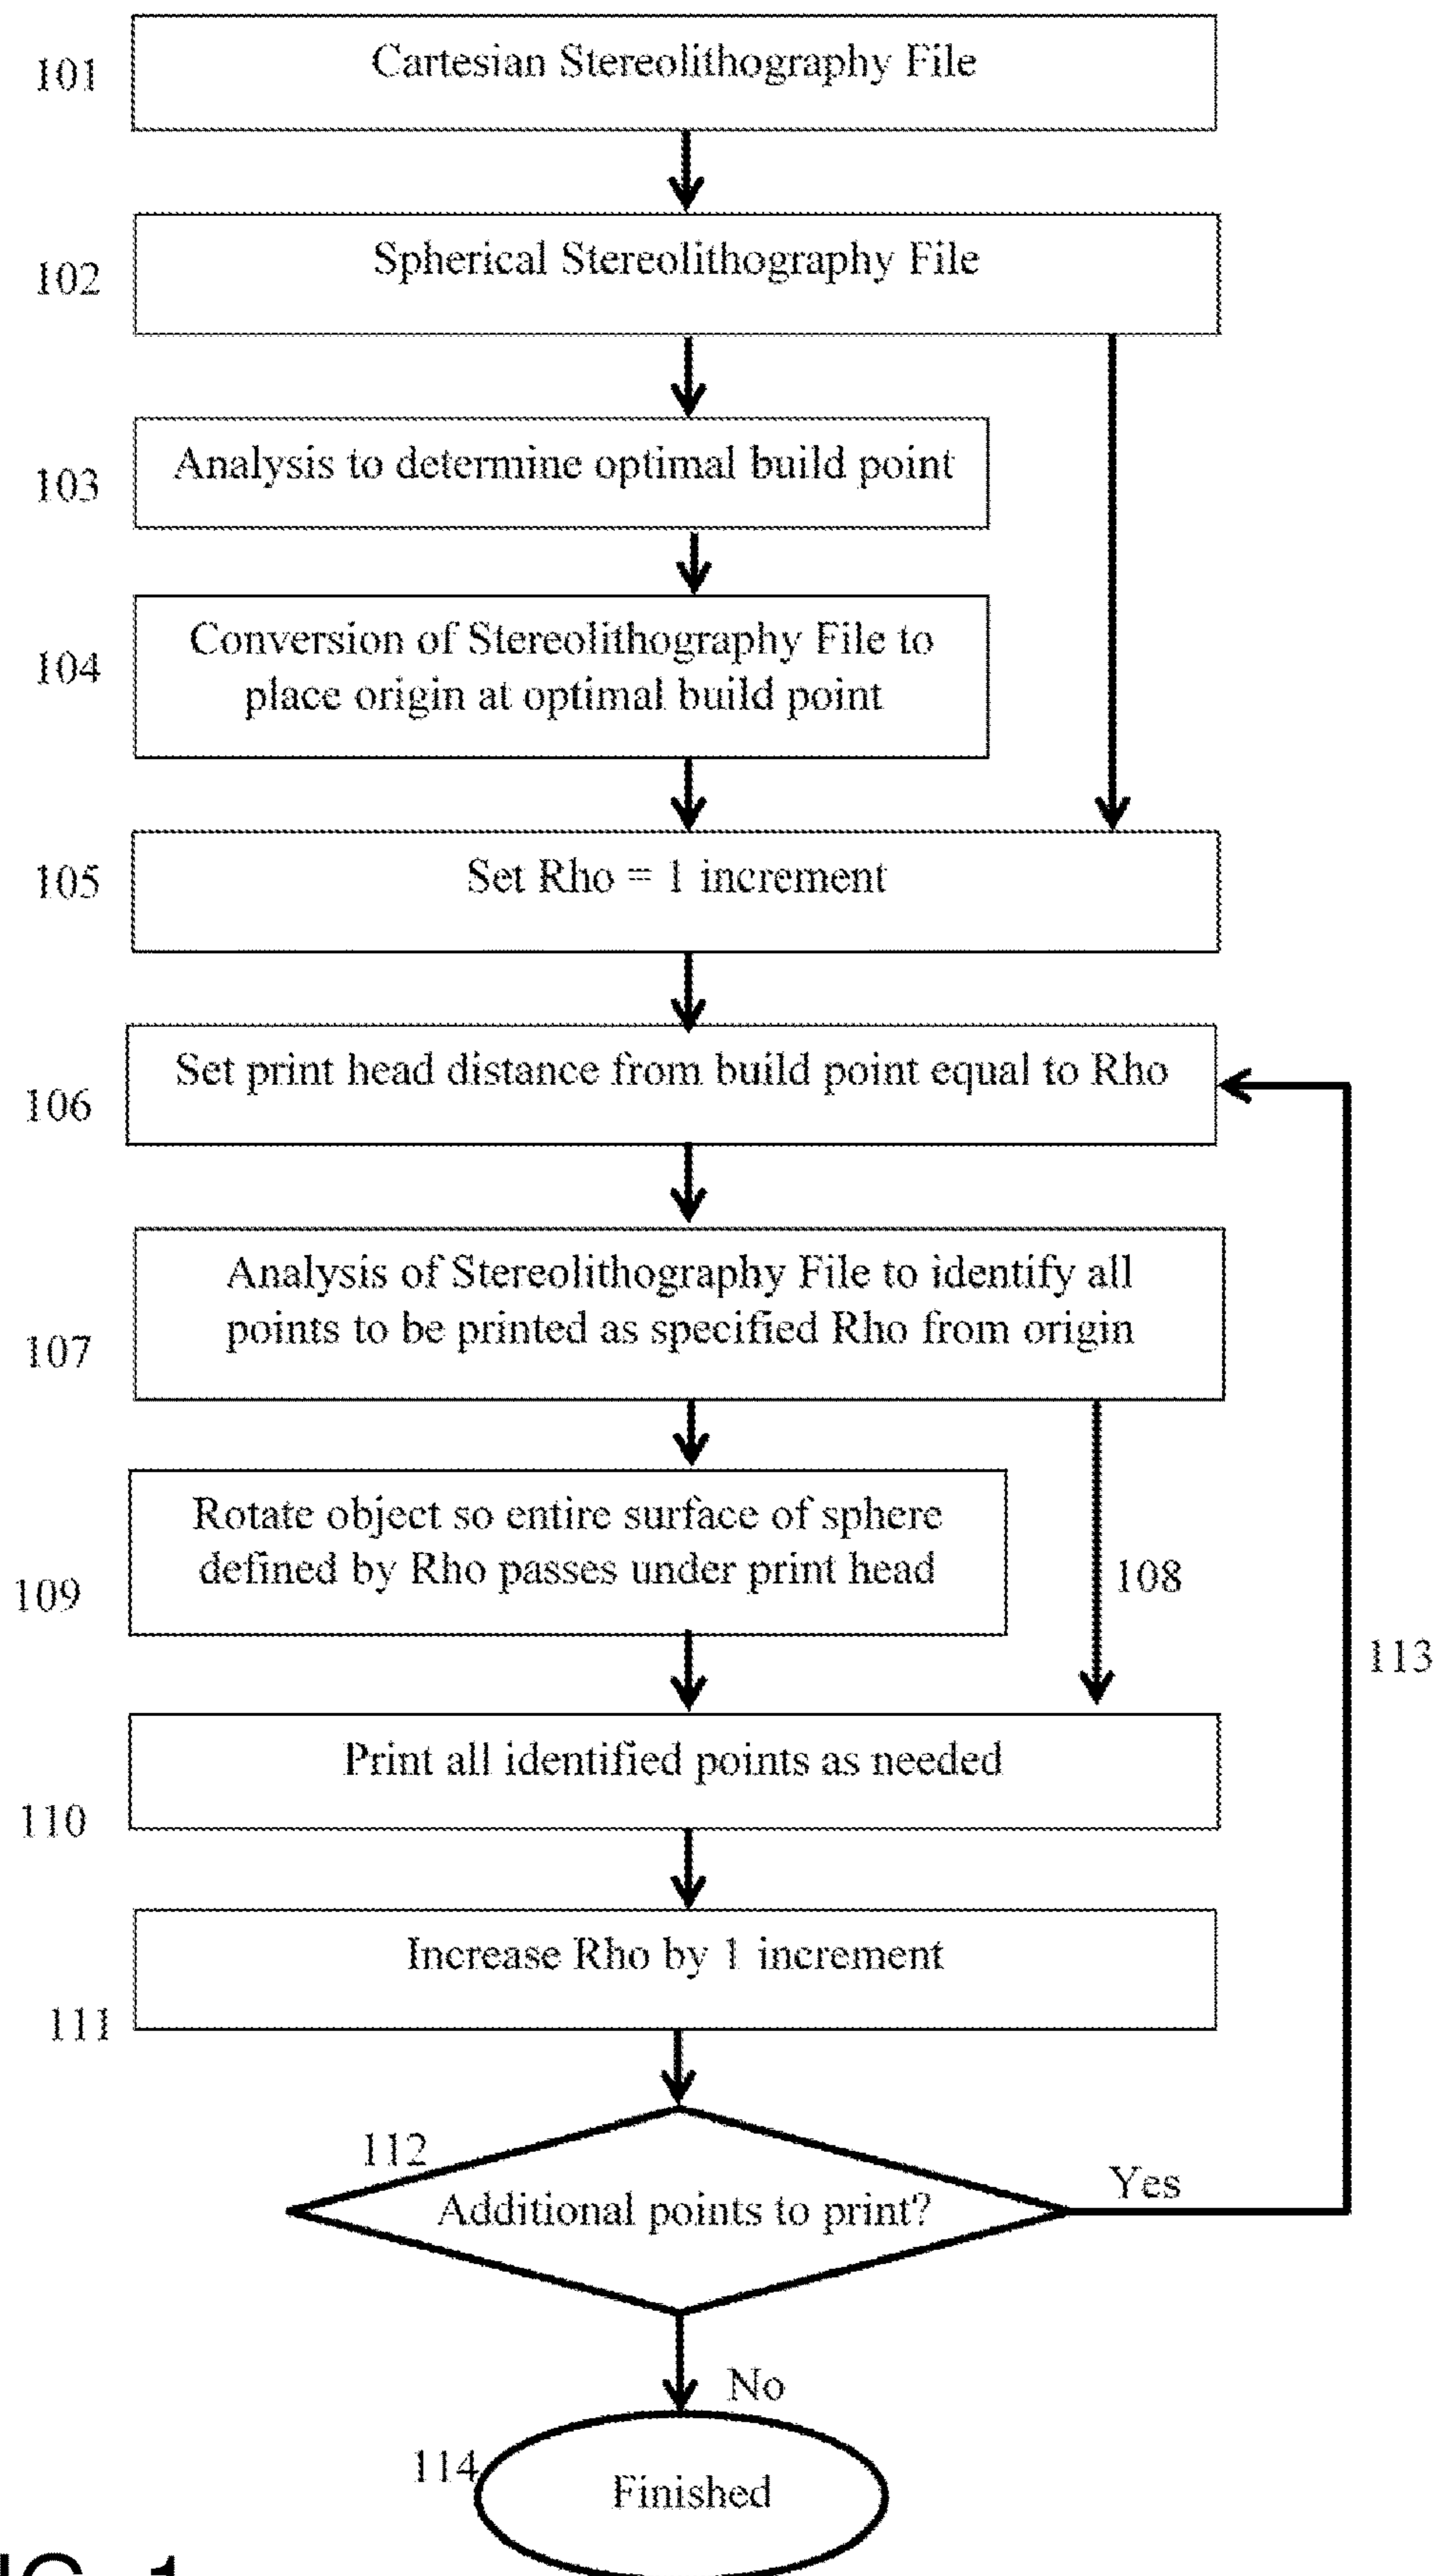 101
Cartesian Stereolithography File
102
Spherical Stereolithography File
103
Analysis to determine optimal build point
104
Conversion of Stereolithography File to
place origin at optimal build point
105
Set Rho = 1 increment
106
Set print head distance from build point equal to Rho
107
Analysis of Stereolithography File to identify all
points to be printed as specified Rho from origin
109
Rotate object so entire surface of sphere
defined by Rho passes under print head
108
113
110
Print all identified points as needed
111
Increase Rho by 1 increment
112
Additional points to print?
Yes
No
114
Finished